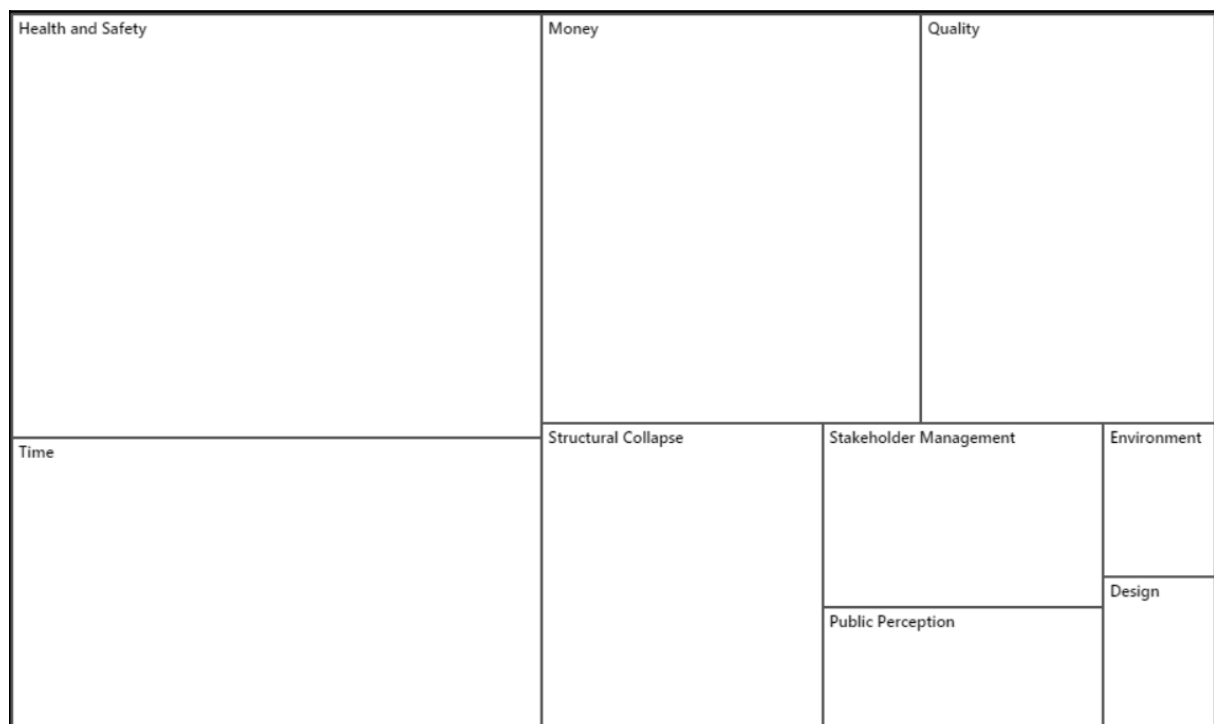 Health and Safety
Money
Quality
Time
Structural Collapse
Stakeholder Management
Environment
Design
Public Perception